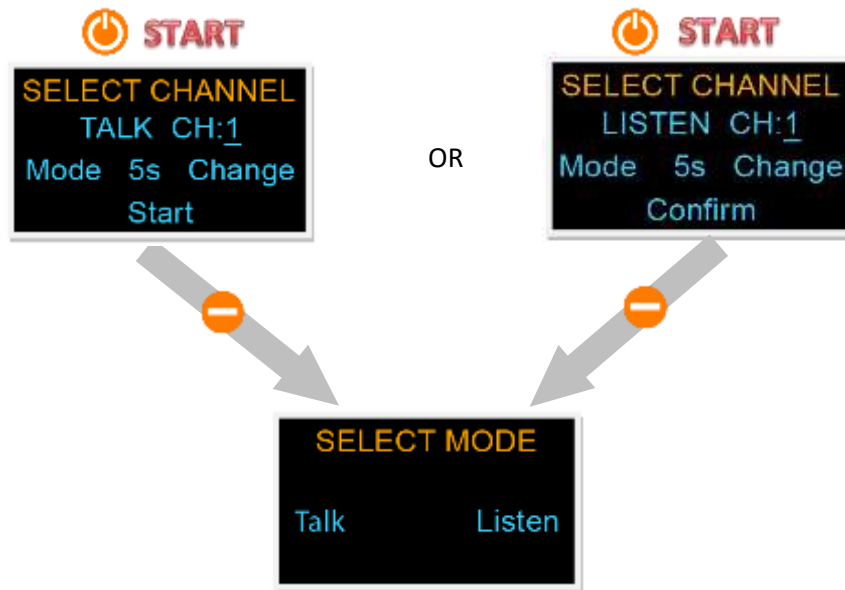 START
SELECT CHANNEL
TALK CH:1
Mode 5s Change
Start
OR
START
SELECT CHANNEL
LISTEN CH:1
Mode 5s Change
Confirm
SELECT MODE
Talk Listen